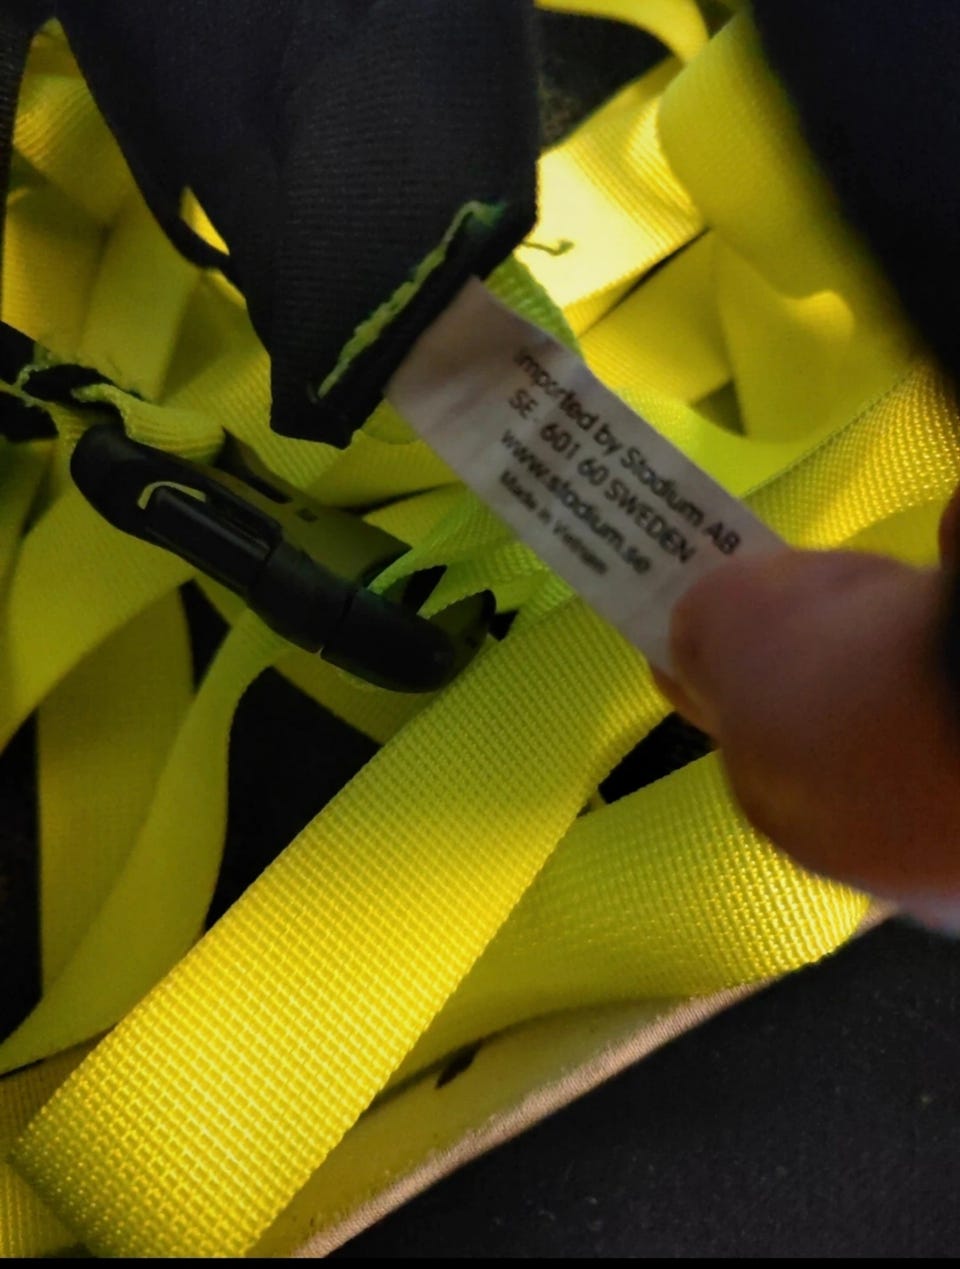 Imported by Stadium AB
SE- 601 60 SWEDEN
www.stadium.se
Made in Vietnam